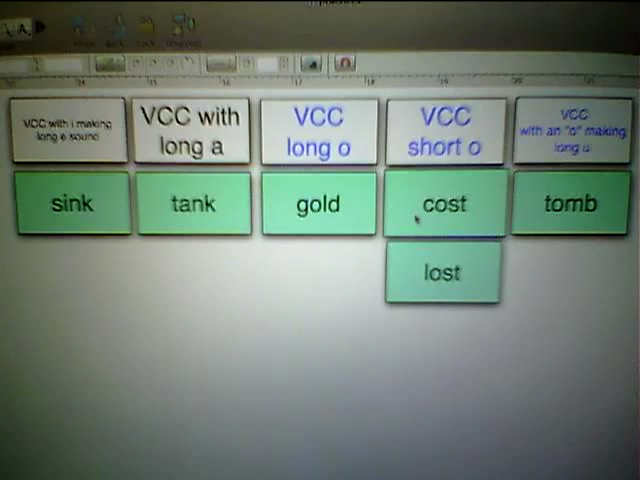 VCC with i making
long e sound
VCC with
long a
VCC
long o
VCC
short o
VCC
with an "o" making
long u
sink
tank
gold
cost
tomb
lost